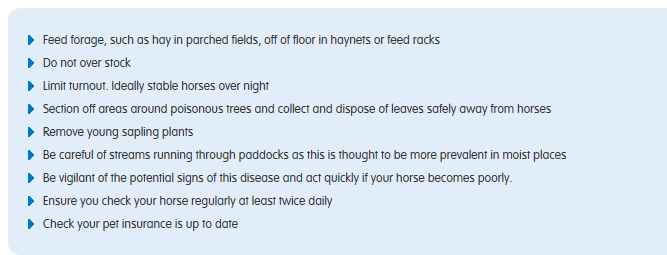 Feed forage, such as hay in parched fields, off of floor in haynets or feed racks
Do not over stock
Limit turnout. Ideally stable horses over night
Section off areas around poisonous trees and collect and dispose of leaves safely away from horses
Remove young sapling plants
Be careful of streams running through paddocks as this is thought to be more prevalent in moist places
Be vigilant of the potential signs of this disease and act quickly if your horse becomes poorly.
Ensure you check your horse regularly at least twice daily
Check your pet insurance is up to date